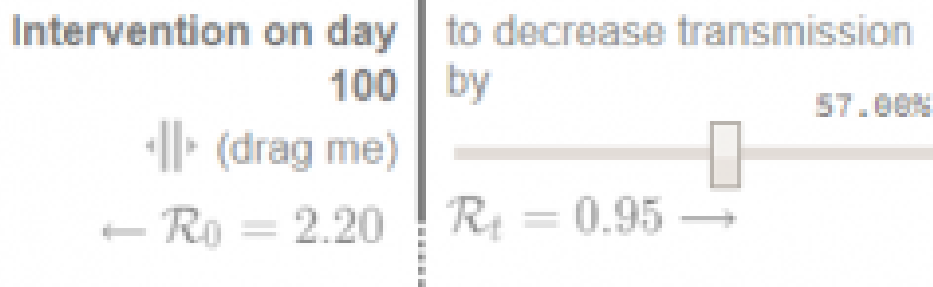 Intervention on day
100
(drag me)
← R₀ = 2.20
to decrease transmission
by
57.00%
Rₜ = 0.95 →